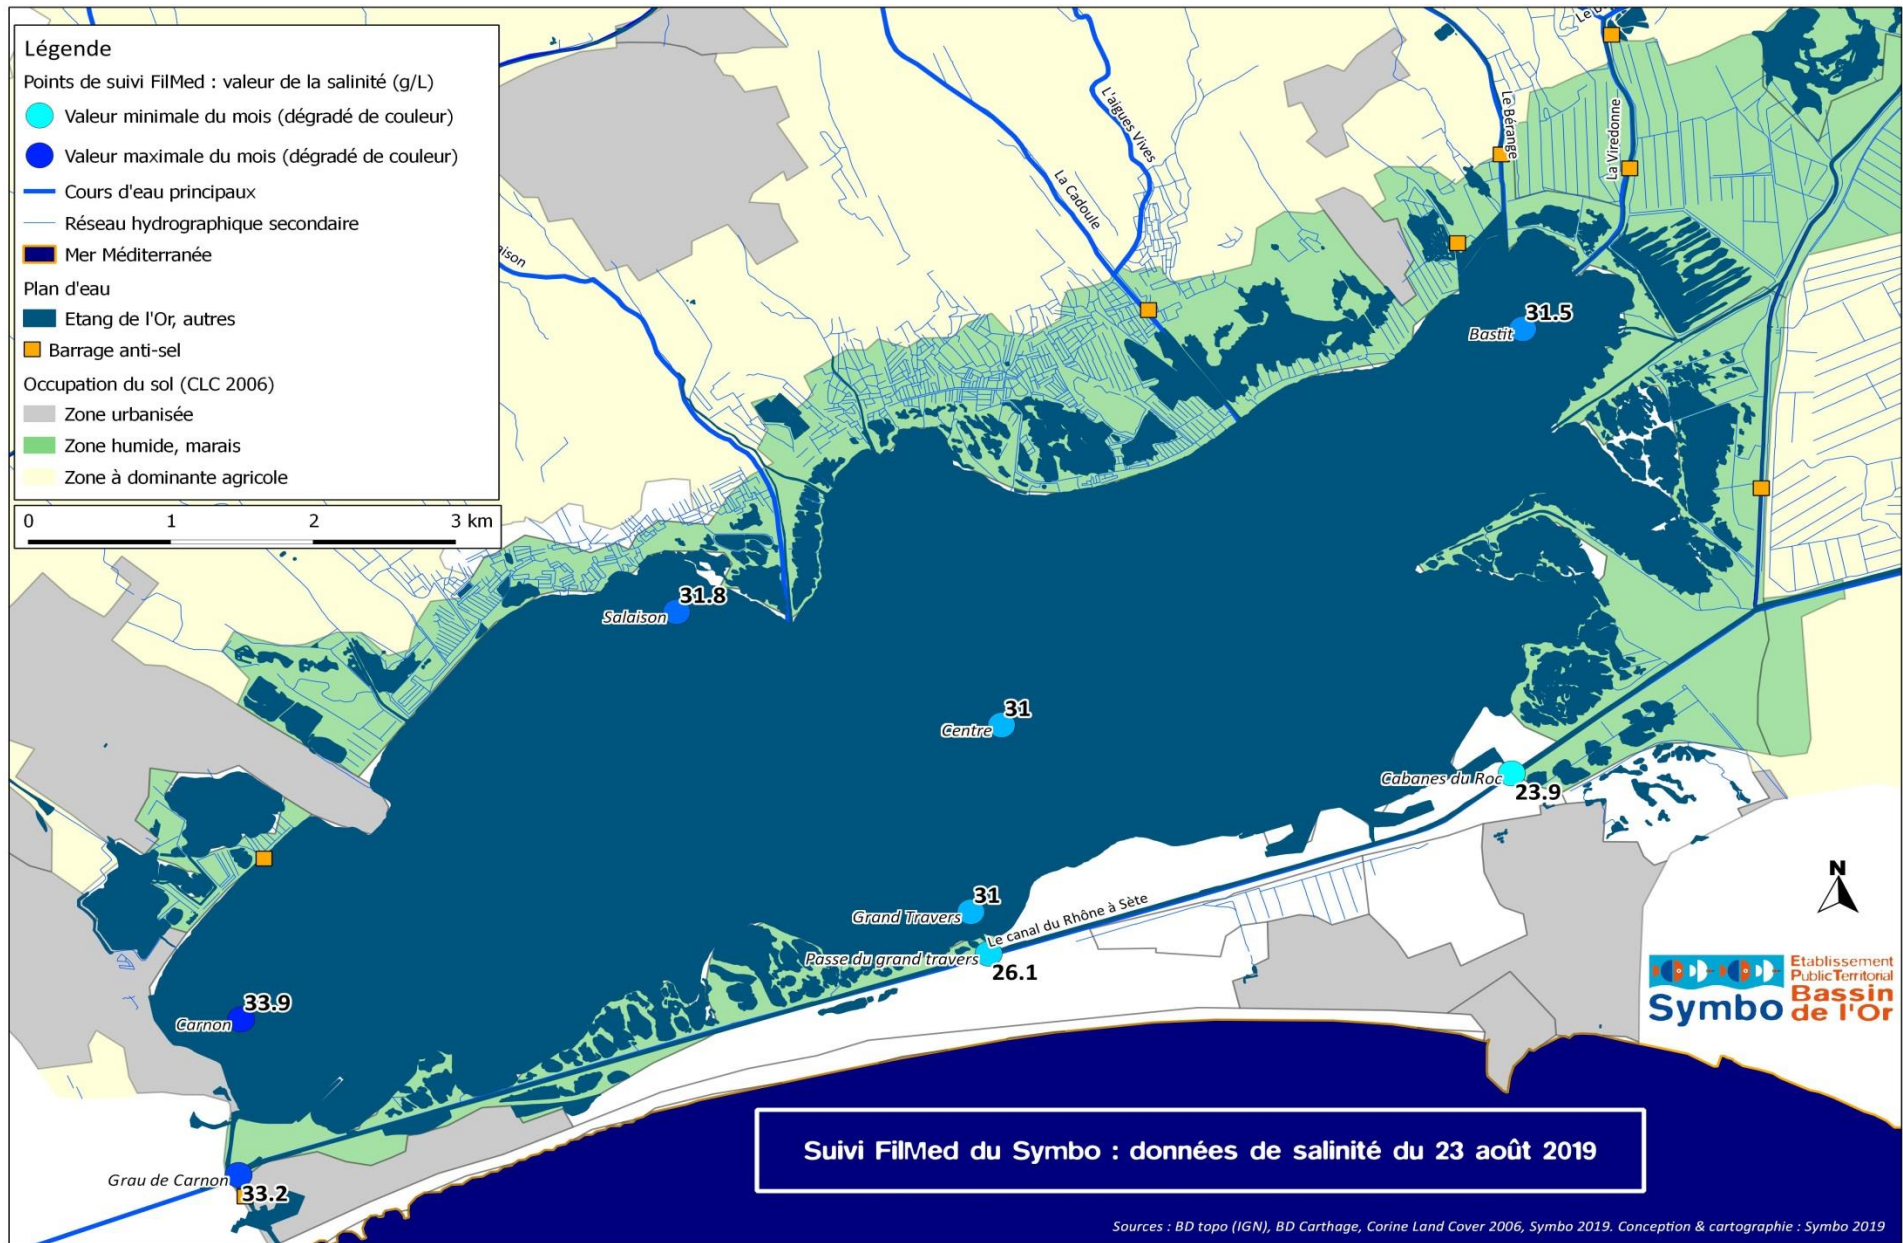 Légende
Points de suivi FilMed : valeur de la salinité (g/L)
Valeur minimale du mois (dégradé de couleur)
Valeur maximale du mois (dégradé de couleur)
Cours d'eau principaux
Réseau hydrographique secondaire
Mer Méditerranée
Plan d'eau
Etang de l'Or, autres
Barrage anti-sel
Occupation du sol (CLC 2006)
Zone urbanisée
Zone humide, marais
Zone à dominante agricole
0 1 2 3 km
aison
La Cadoule
L'aigues Vives
Le Bérange
La Viredonne
Bastit
31.5
Salaison
31.8
Centre
31
Cabanes du Roc
23.9
Grand Travers
31
Le canal du Rhône à Sète
Passe du grand travers
26.1
Carnon
33.9
Grau de Carnon
33.2
N
Symbo
Etablissement
Public Territorial
Bassin
de l'Or
Suivi FilMed du Symbo : données de salinité du 23 août 2019
Sources : BD topo (IGN), BD Carthage, Corine Land Cover 2006, Symbo 2019. Conception & cartographie : Symbo 2019